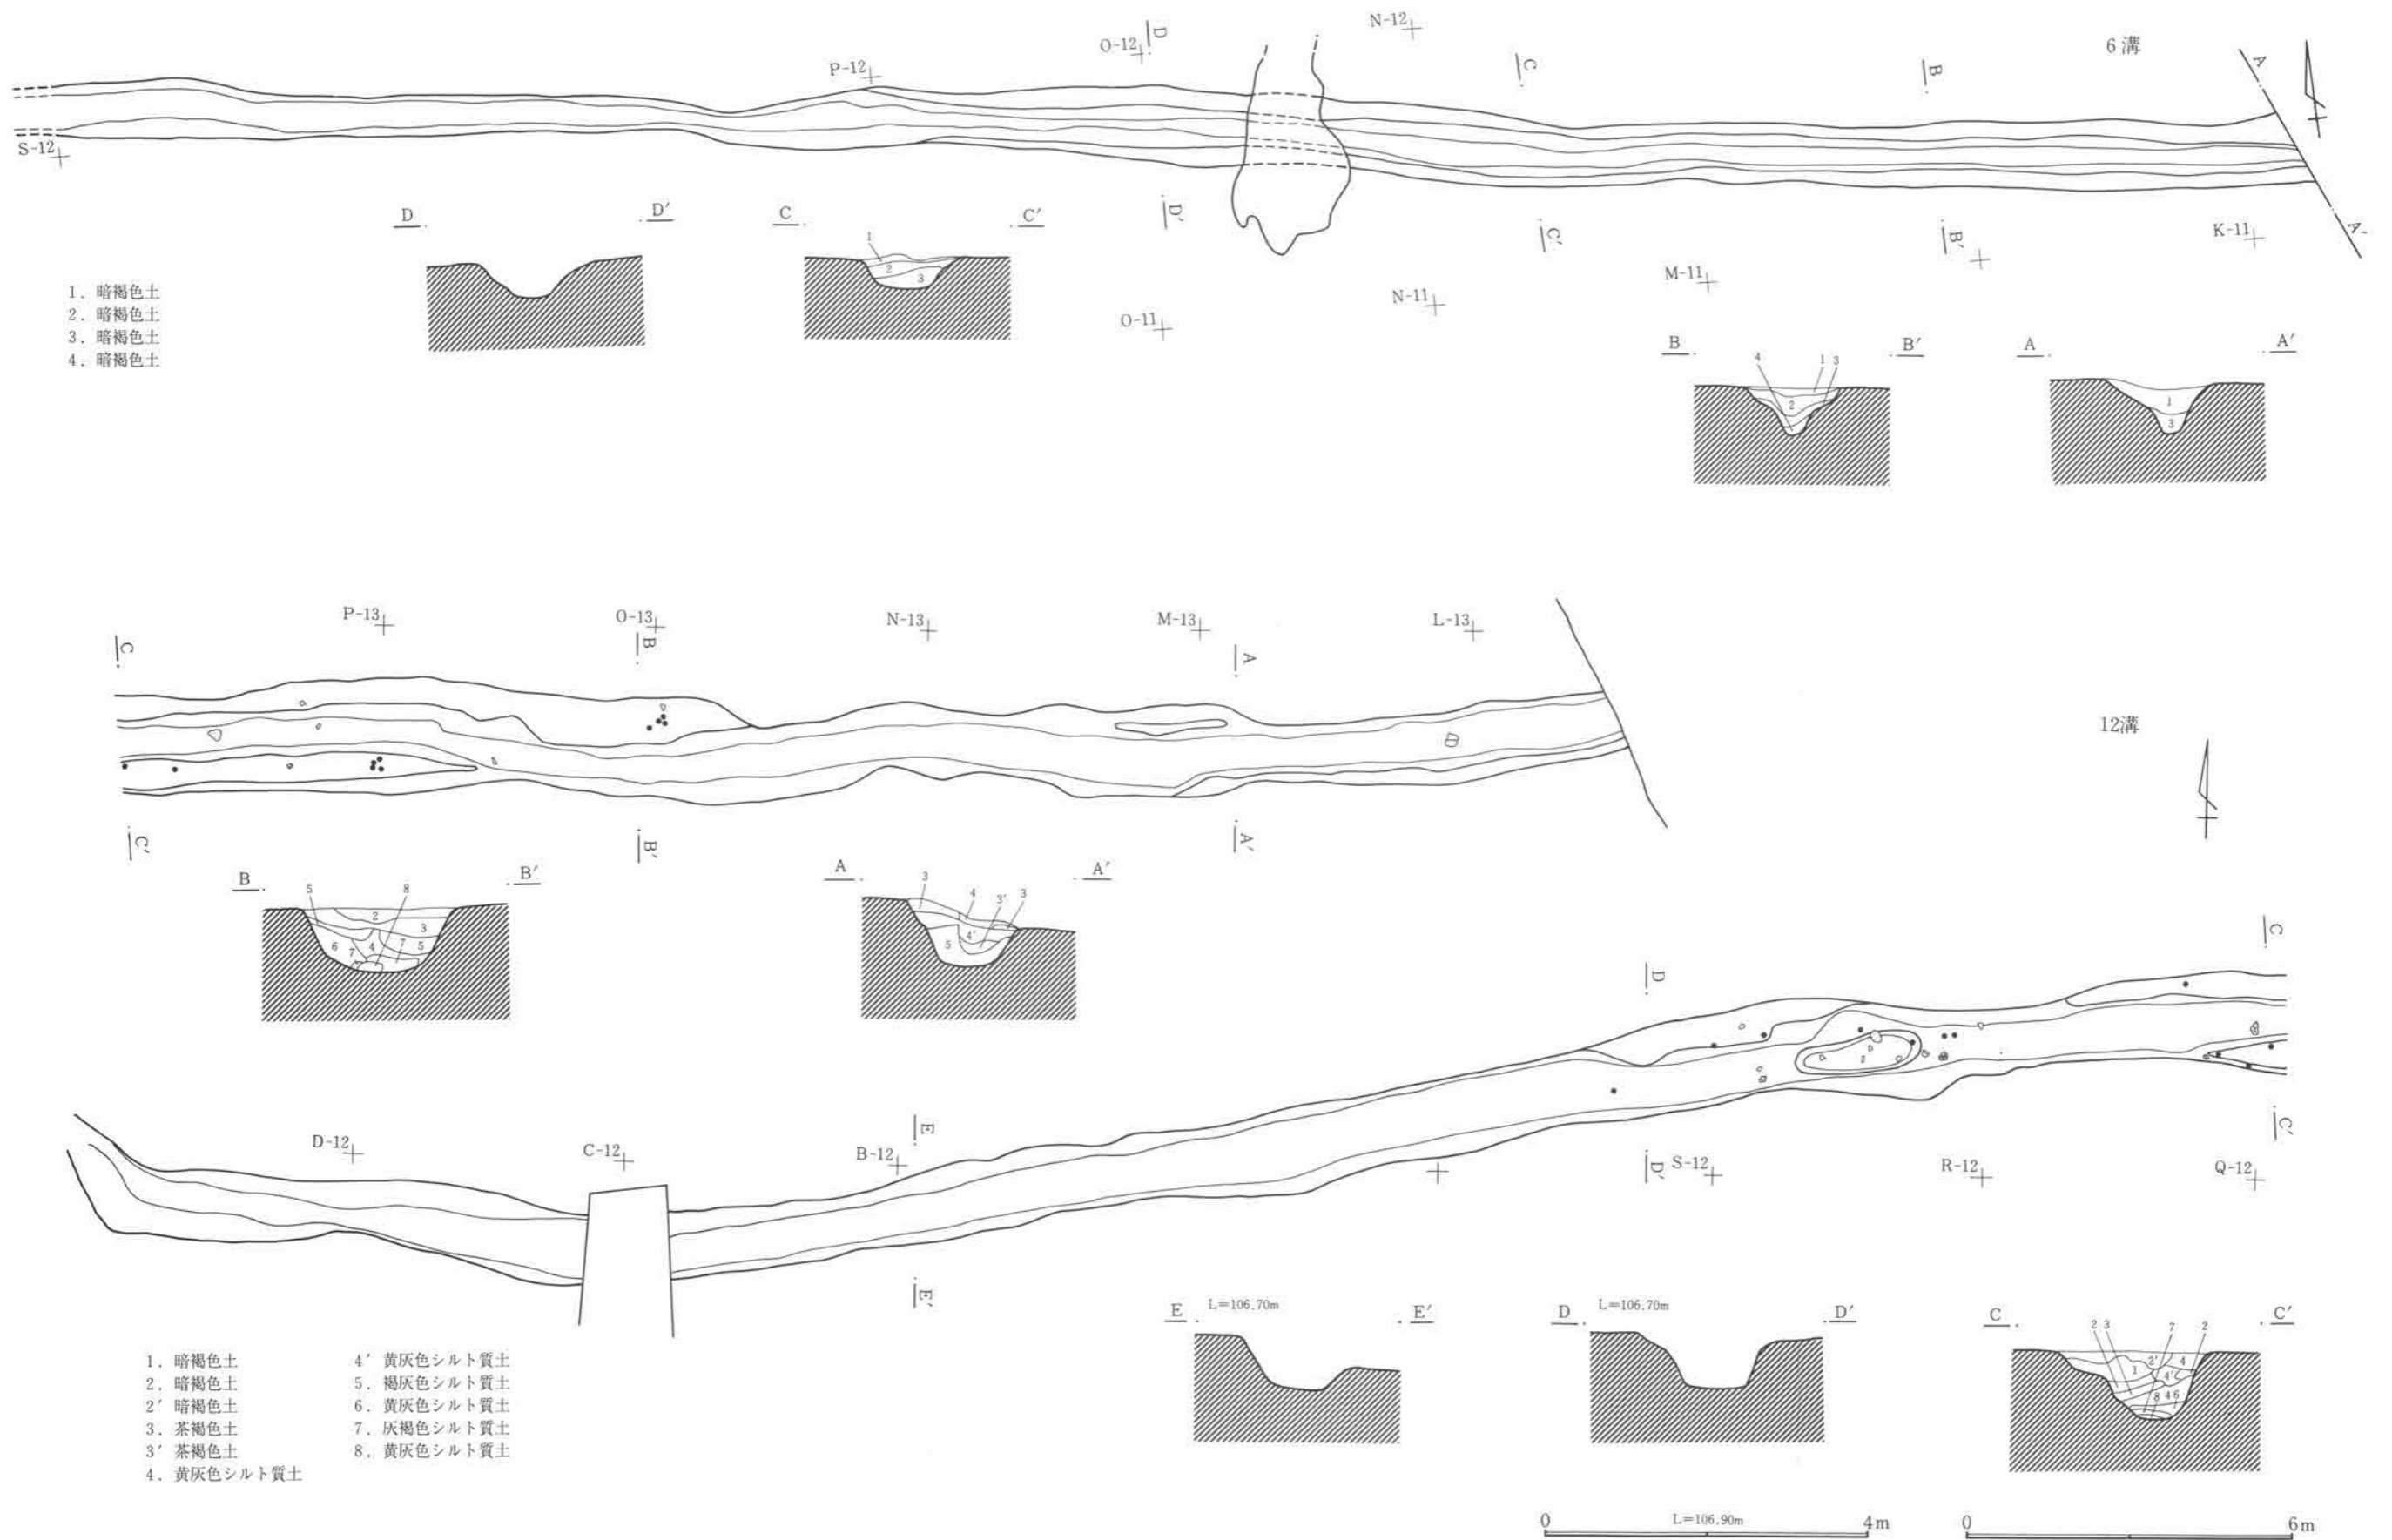 N-12
O-12
D
P-12
C
B
6溝
A
S-12
D
D′
C
C′
D′
C′
B′
K-11
A′
1
2
3
M-11
N-11
O-11
1．暗褐色土
2．暗褐色土
3．暗褐色土
4．暗褐色土
B
B′
A
A′
4
1 3
2
1
3
P-13
O-13
N-13
M-13
L-13
C
B
A
12溝
C′
B′
A′
B
B′
A
A′
5
8
2
3
6
4
7
5
7
3
4
3′
3
4′
5
C
D
E
D-12
C-12
B-12
D′
S-12
R-12
Q-12
C′
E′
E
L=106.70m
E′
D
L=106.70m
D′
C
C′
2 3
7
2
1
2′
4
4′
8 4 6
1．暗褐色土
2．暗褐色土
2′ 暗褐色土
3．茶褐色土
3′ 茶褐色土
4．黄灰色シルト質土
4′ 黄灰色シルト質土
5．褐灰色シルト質土
6．黄灰色シルト質土
7．灰褐色シルト質土
8．黄灰色シルト質土
0
L=106.90m
4m
0
6m